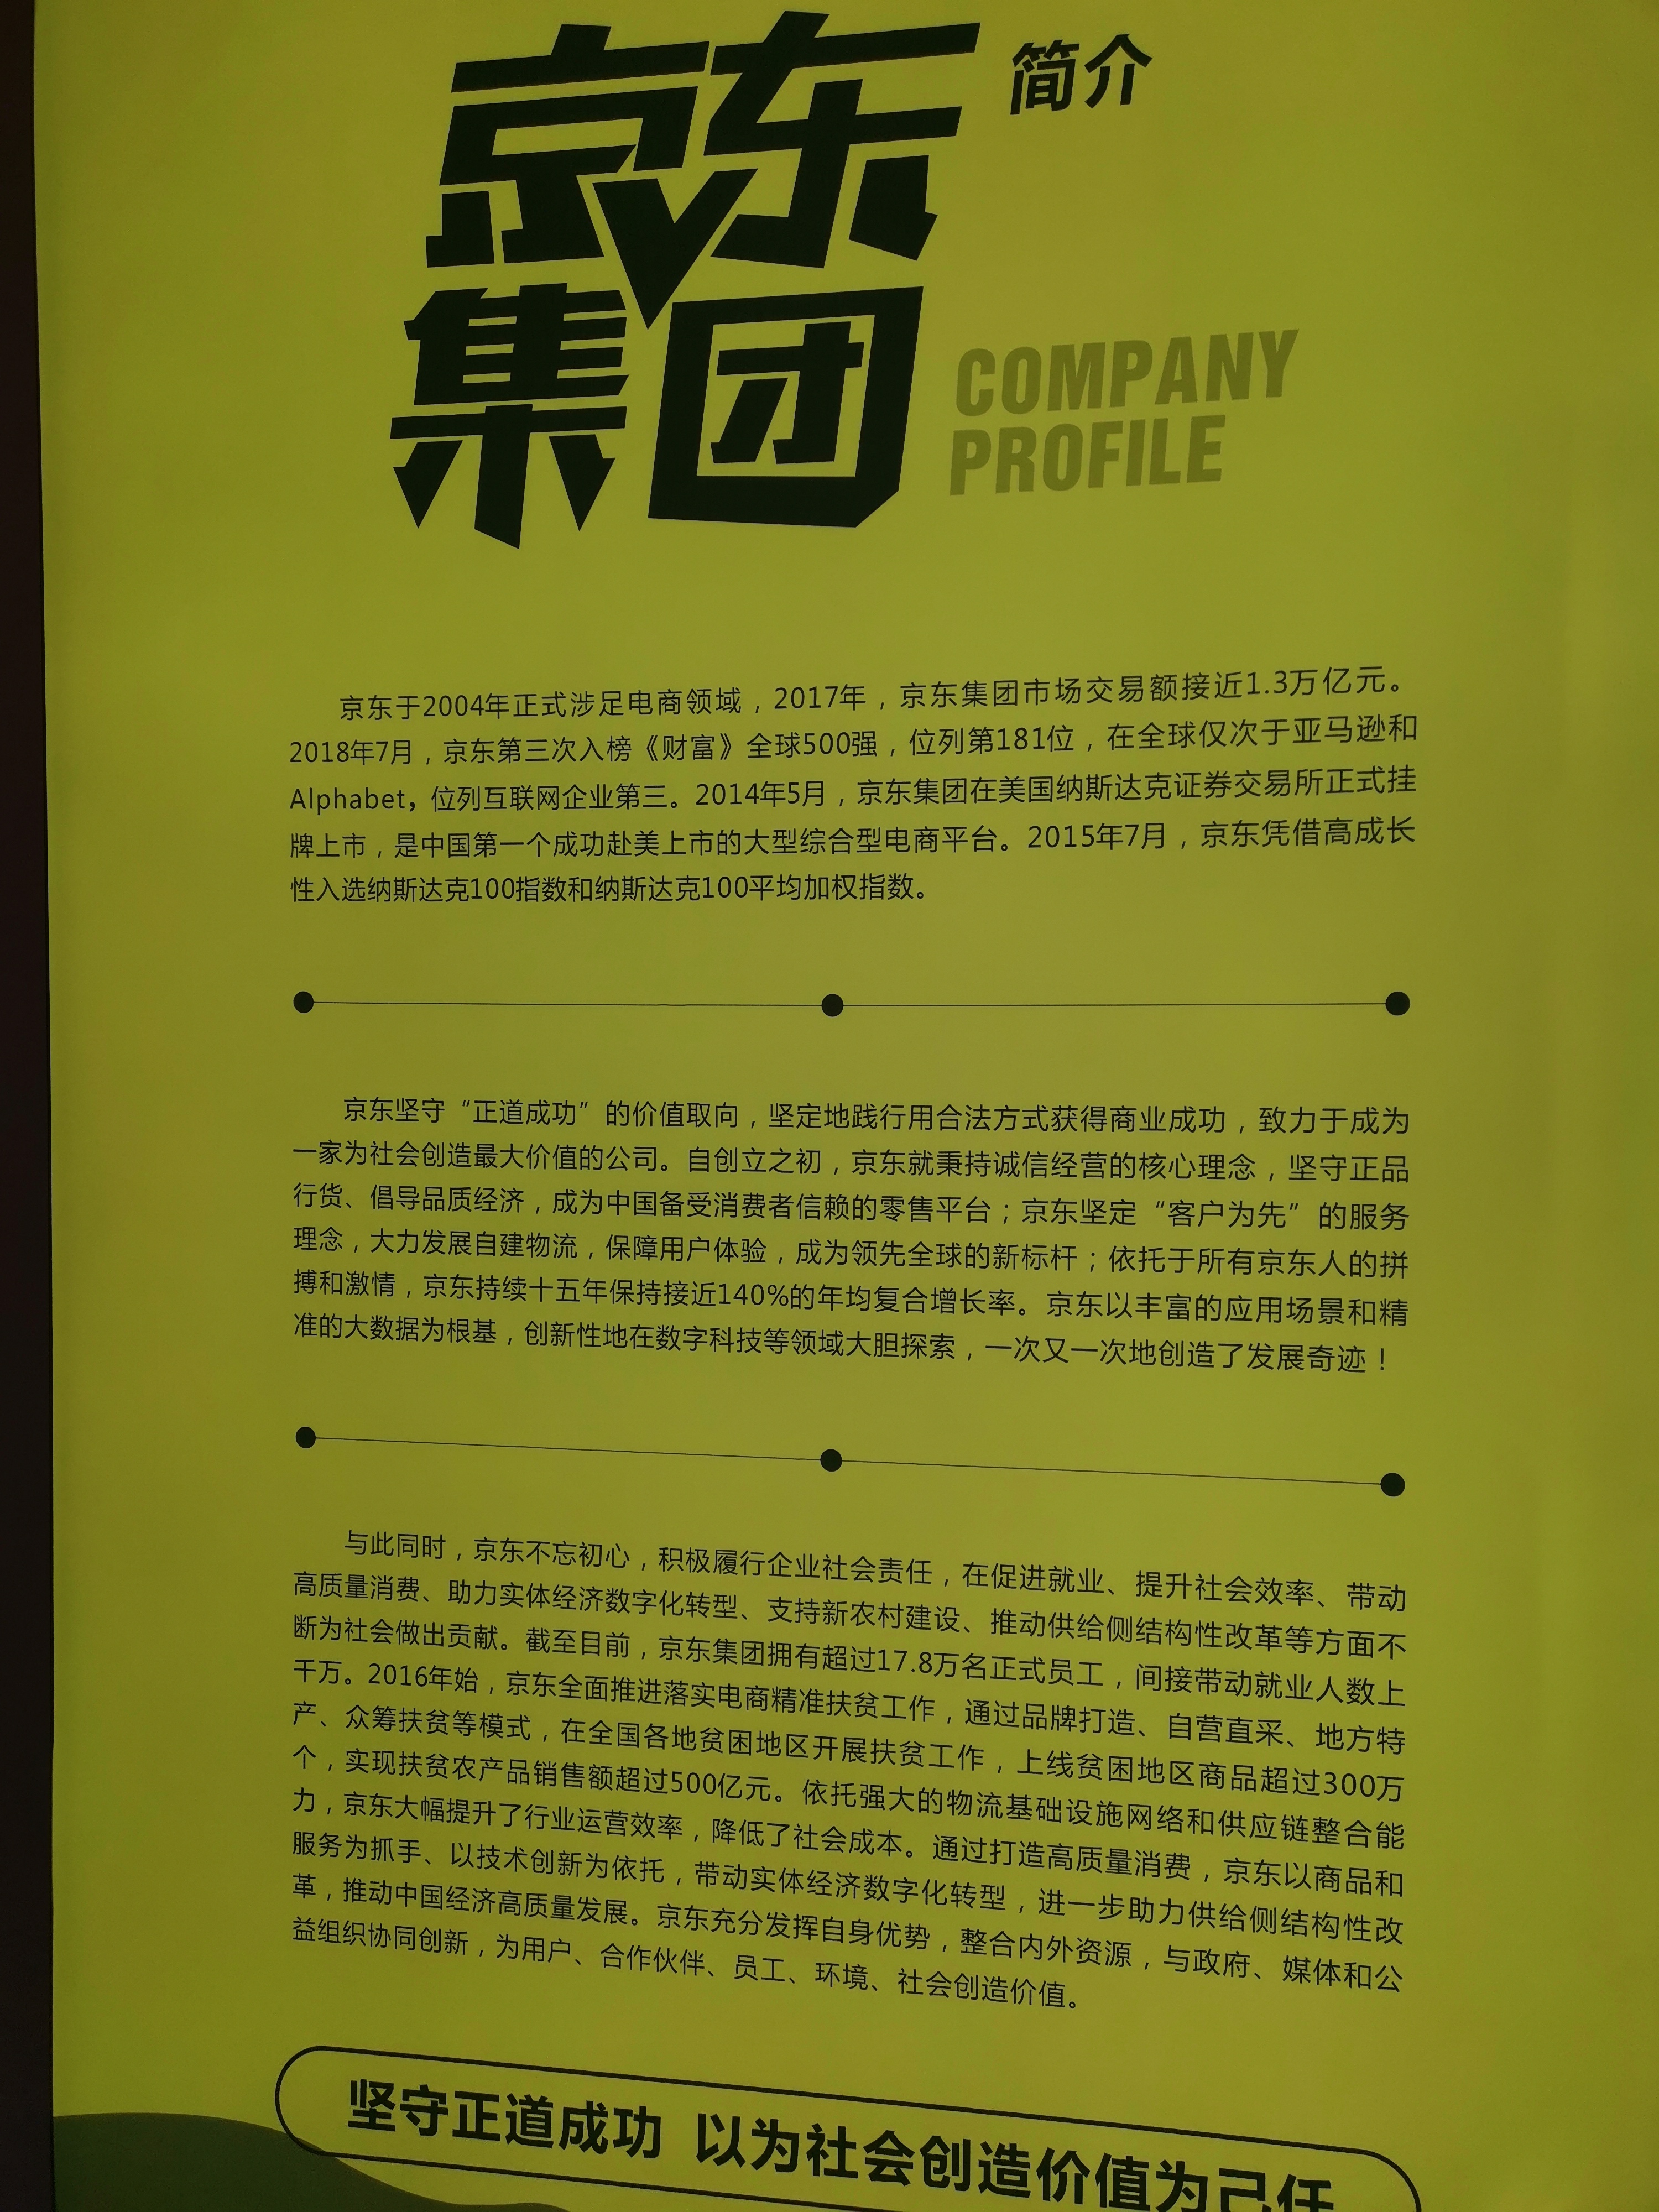 京东 简介
集团 COMPANY
PROFILE
京东于2004年正式涉足电商领域，2017年，京东集团市场交易额接近1.3万亿元。
2018年7月，京东第三次入榜《财富》全球500强，位列第181位，在全球仅次于亚马逊和
Alphabet，位列互联网企业第三。2014年5月，京东集团在美国纳斯达克证券交易所正式挂
牌上市，是中国第一个成功赴美上市的大型综合型电商平台。2015年7月，京东凭借高成长
性入选纳斯达克100指数和纳斯达克100平均加权指数。
京东坚守“正道成功”的价值取向，坚定地践行用合法方式获得商业成功，致力于成为
一家为社会创造最大价值的公司。自创立之初，京东就秉持诚信经营的核心理念，坚守正品
行货、倡导品质经济，成为中国备受消费者信赖的零售平台；京东坚定“客户为先”的服务
理念，大力发展自建物流，保障用户体验，成为领先全球的新标杆；依托于所有京东人的拼
搏和激情，京东持续十五年保持接近140%的年均复合增长率。京东以丰富的应用场景和精
准的大数据为根基，创新性地在数字科技等领域大胆探索，一次又一次地创造了发展奇迹！
与此同时，京东不忘初心，积极履行企业社会责任，在促进就业、提升社会效率、带动
高质量消费、助力实体经济数字化转型、支持新农村建设、推动供给侧结构性改革等方面不
断为社会做出贡献。截至目前，京东集团拥有超过17.8万名正式员工，间接带动就业人数上
千万。2016年始，京东全面推进落实电商精准扶贫工作，通过品牌打造、自营直采、地方特
产、众筹扶贫等模式，在全国各地贫困地区开展扶贫工作，上线贫困地区商品超过300万
个，实现扶贫农产品销售额超过500亿元。依托强大的物流基础设施网络和供应链整合能
力，京东大幅提升了行业运营效率，降低了社会成本。通过打造高质量消费，京东以商品和
服务为抓手、以技术创新为依托，带动实体经济数字化转型，进一步助力供给侧结构性改
革，推动中国经济高质量发展。京东充分发挥自身优势，整合内外资源，与政府、媒体和公
益组织协同创新，为用户、合作伙伴、员工、环境、社会创造价值。
坚守正道成功 以为社会创造价值为己任